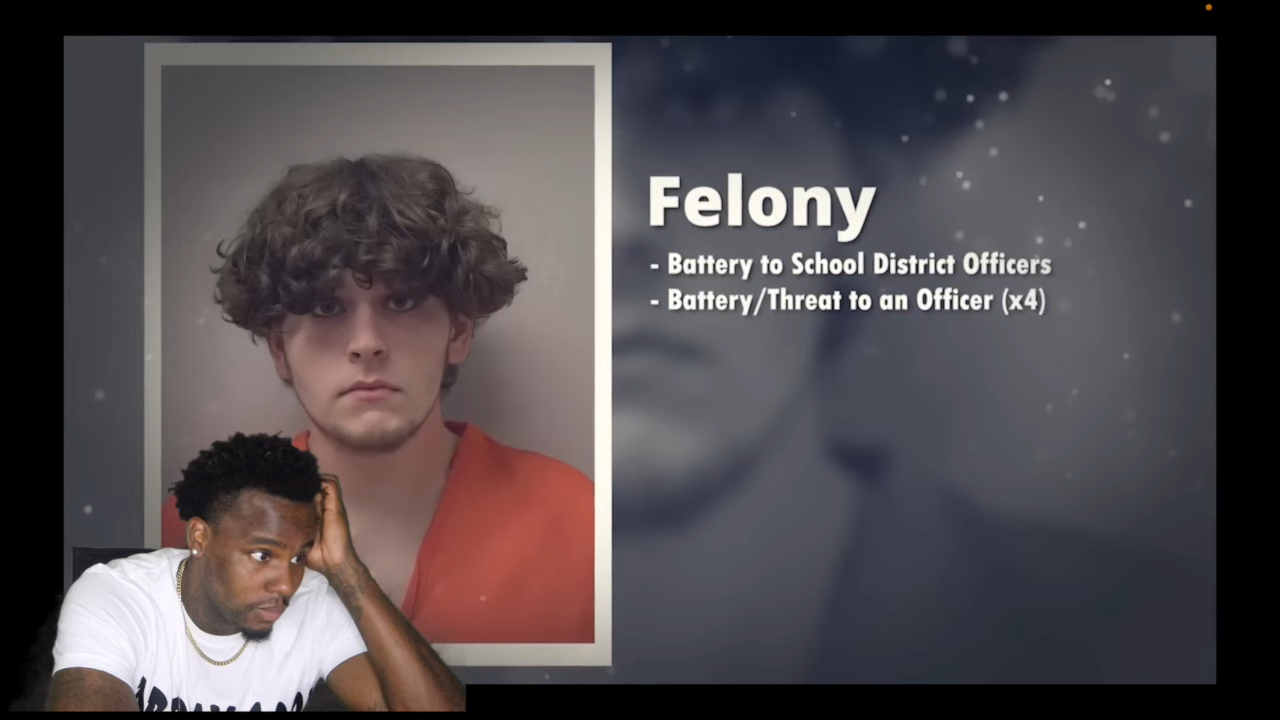 Felony
- Battery to School District Officers
- Battery/Threat to an Officer (x4)